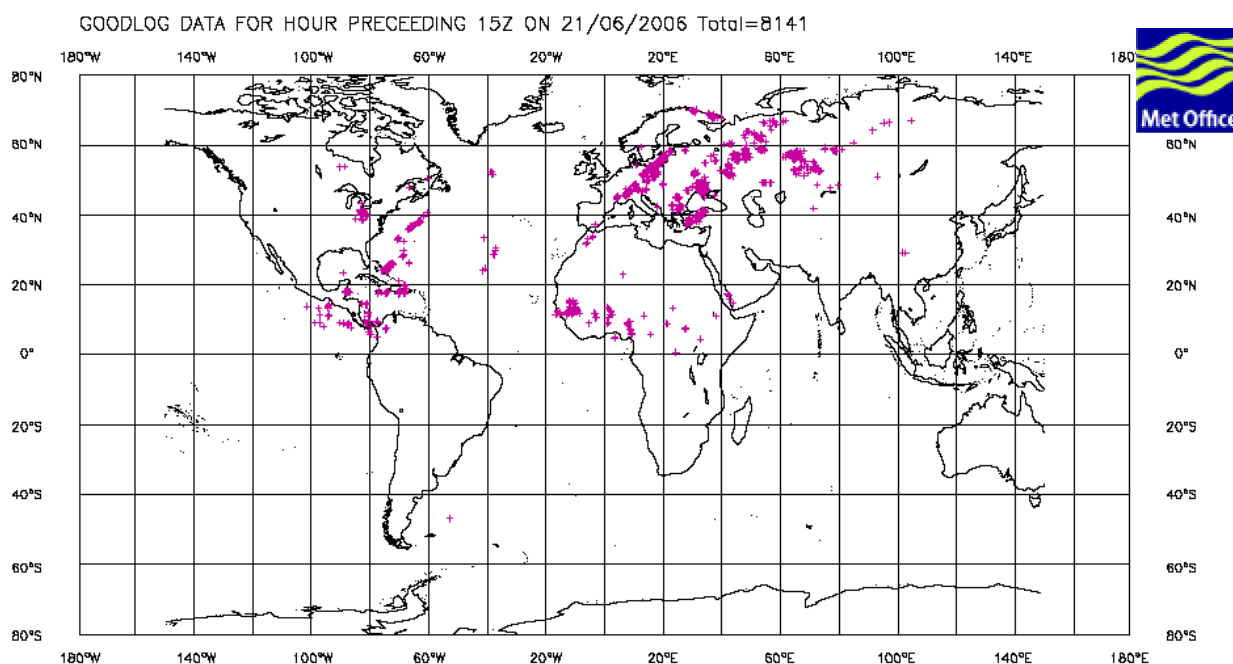 GOODLOG DATA FOR HOUR PRECEEDING 15Z ON 21/06/2006 Total=8141
180°W 140°W 100°W 60°W 20°W 20°E 60°E 100°E 140°E 180°
80°N 80°N
60°N 60°N
40°N 40°N
20°N 20°N
0° 0°
20°S 20°S
40°S 40°S
60°S 60°S
80°S 80°S
180°W 140°W 100°W 60°W 20°W 20°E 60°E 100°E 140°E 180°E
Met Office